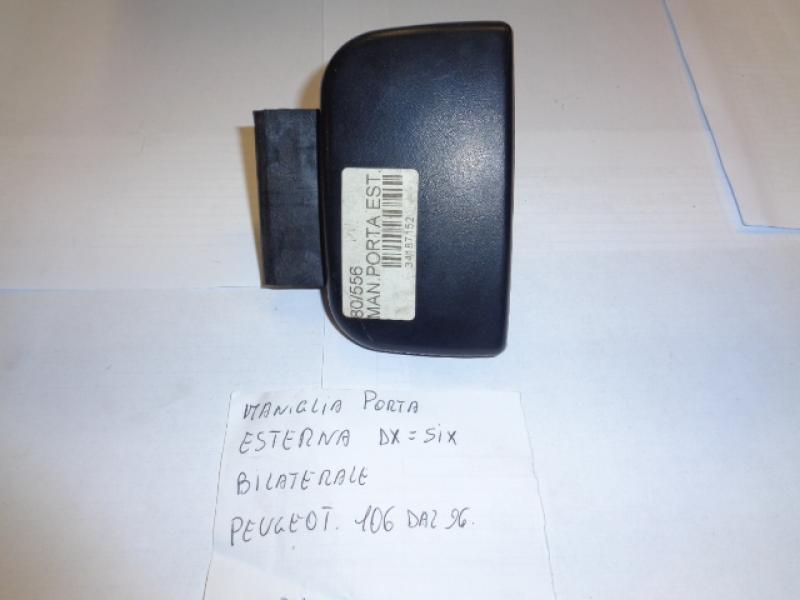 80/556
MAN.PORTA EST.
34187152
MANIGLIA PORTA
ESTERNA DX = SIX
BILATERALE
PEUGEOT. 106 DAL 96.